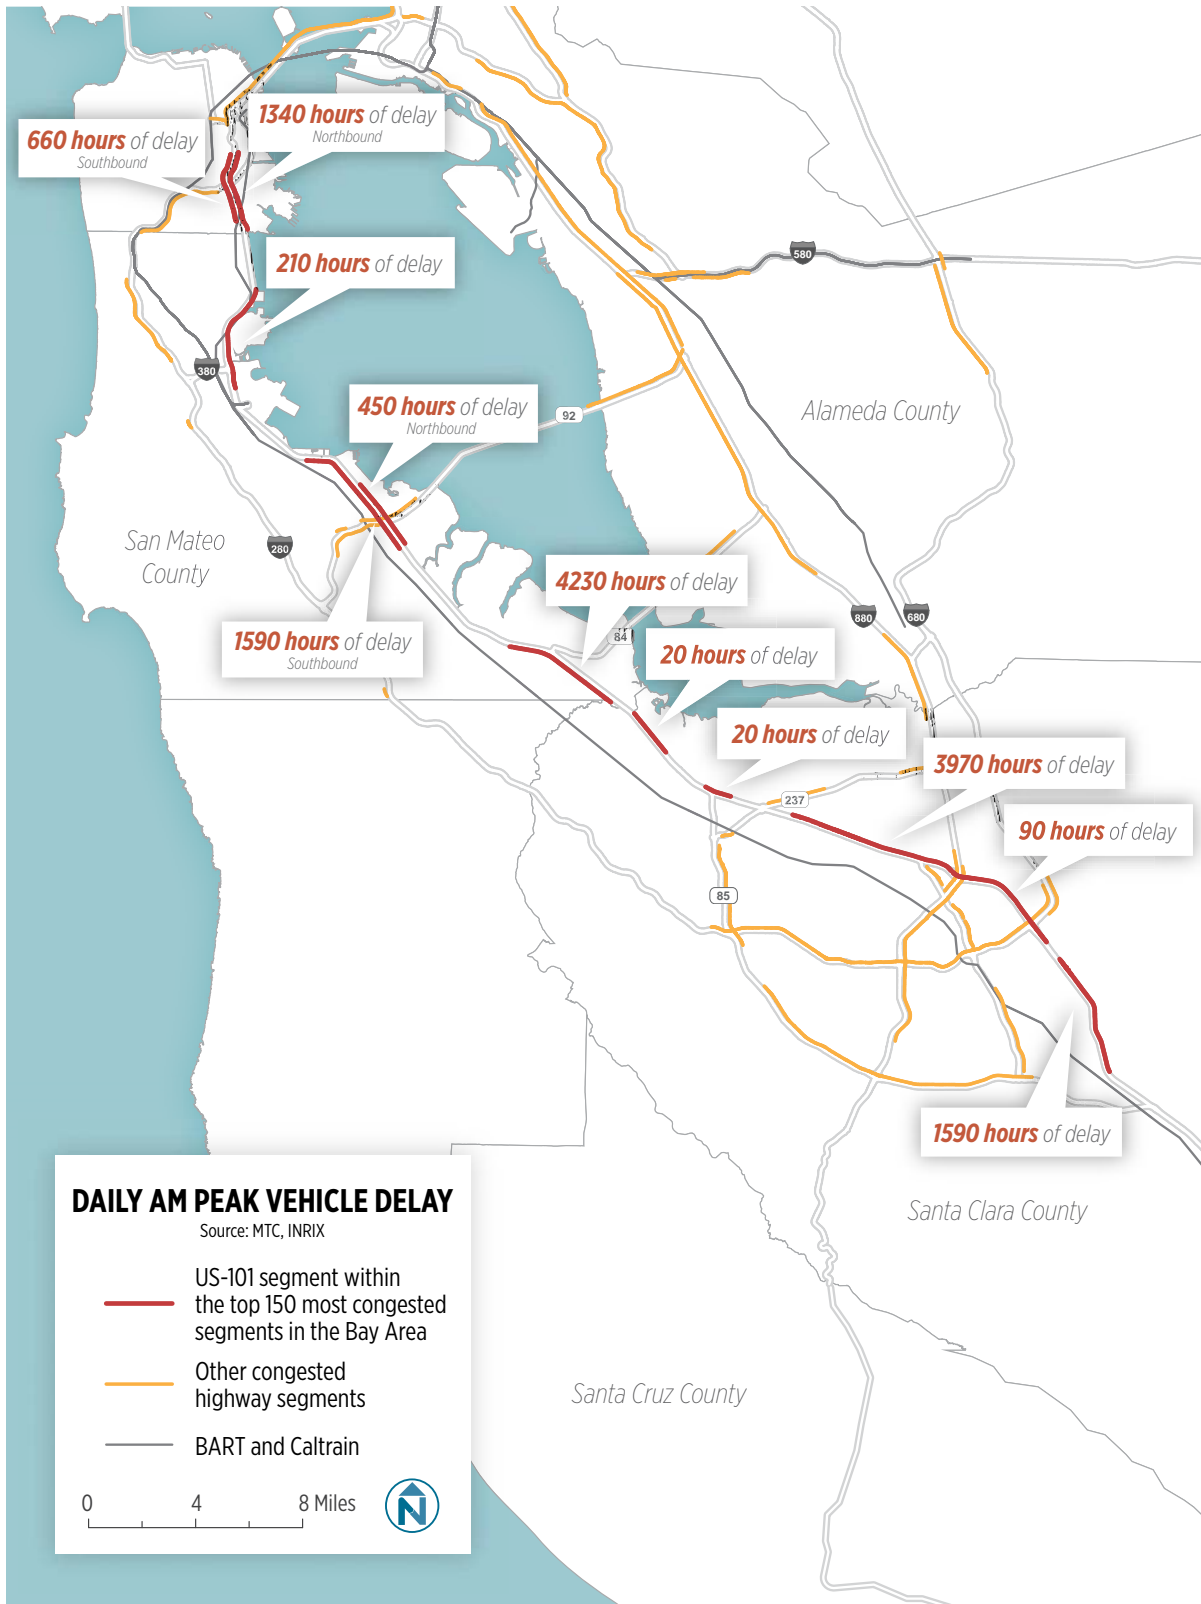 1340 hours of delay
Northbound
660 hours of delay
Southbound
210 hours of delay
580
380
450 hours of delay
Northbound
92
Alameda County
San Mateo
County
280
4230 hours of delay
880
680
84
1590 hours of delay
Southbound
20 hours of delay
20 hours of delay
3970 hours of delay
237
90 hours of delay
85
1590 hours of delay
Santa Clara County
Santa Cruz County
DAILY AM PEAK VEHICLE DELAY
Source: MTC, INRIX
US-101 segment within
the top 150 most congested
segments in the Bay Area
Other congested
highway segments
BART and Caltrain
0 4 8 Miles
N